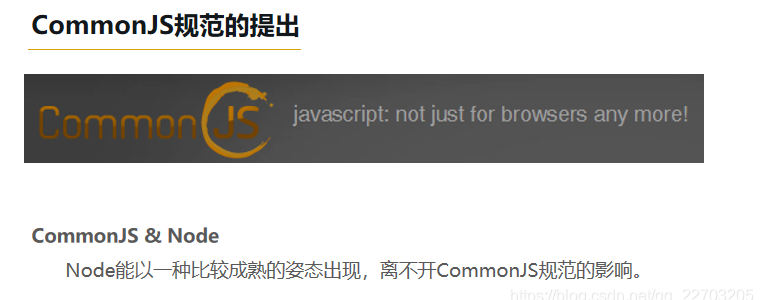 CommonJS规范的提出
CommonJS javascript: not just for browsers any more!
CommonJS & Node
Node能以一种比较成熟的姿态出现，离不开CommonJS规范的影响。
https://blog.csdn.net/qq_22703205